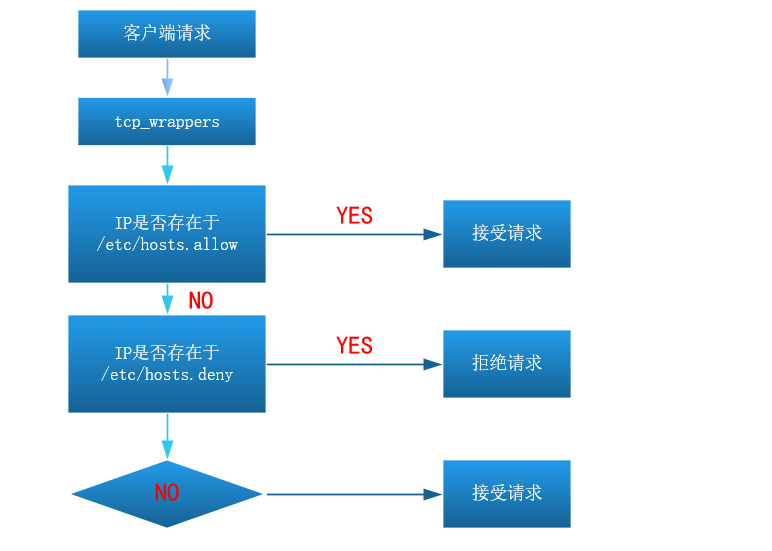 客户端请求
tcp_wrappers
IP是否存在于
/etc/hosts.allow
YES
接受请求
NO
IP是否存在于
/etc/hosts.deny
YES
拒绝请求
NO
接受请求